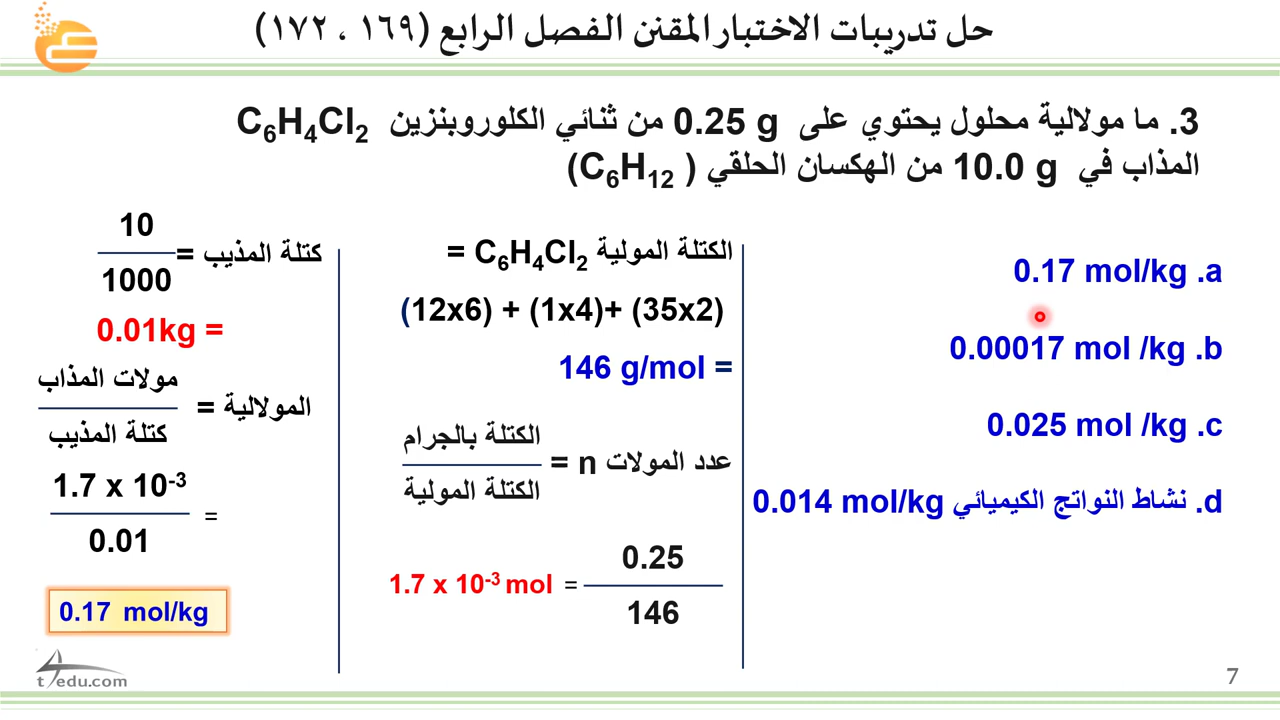 حل تدريبات الاختبار المقنن الفصل الرابع (١٦٩ ، ١٧٢)
3. ما مولالية محلول يحتوي على 0.25 g من ثنائي الكلوروبنزين C₆H₄Cl₂
المذاب في 10.0 g من الهكسان الحلقي ( C₆H₁₂)
0.17 mol/kg .a
0.00017 mol /kg .b
0.025 mol /kg .c
d. نشاط النواتج الكيميائي 0.014 mol/kg
الكتلة المولية C₆H₄Cl₂ =
(12x6) + (1x4)+ (35x2)
146 g/mol =
عدد المولات n =
الكتلة بالجرام
الكتلة المولية
0.25
146
1.7 x 10⁻³ mol =
كتلة المذيب =
10
1000
0.01kg =
المولالية =
مولات المذاب
كتلة المذيب
=
1.7 x 10⁻³
0.01
0.17 mol/kg
t4edu.com
7